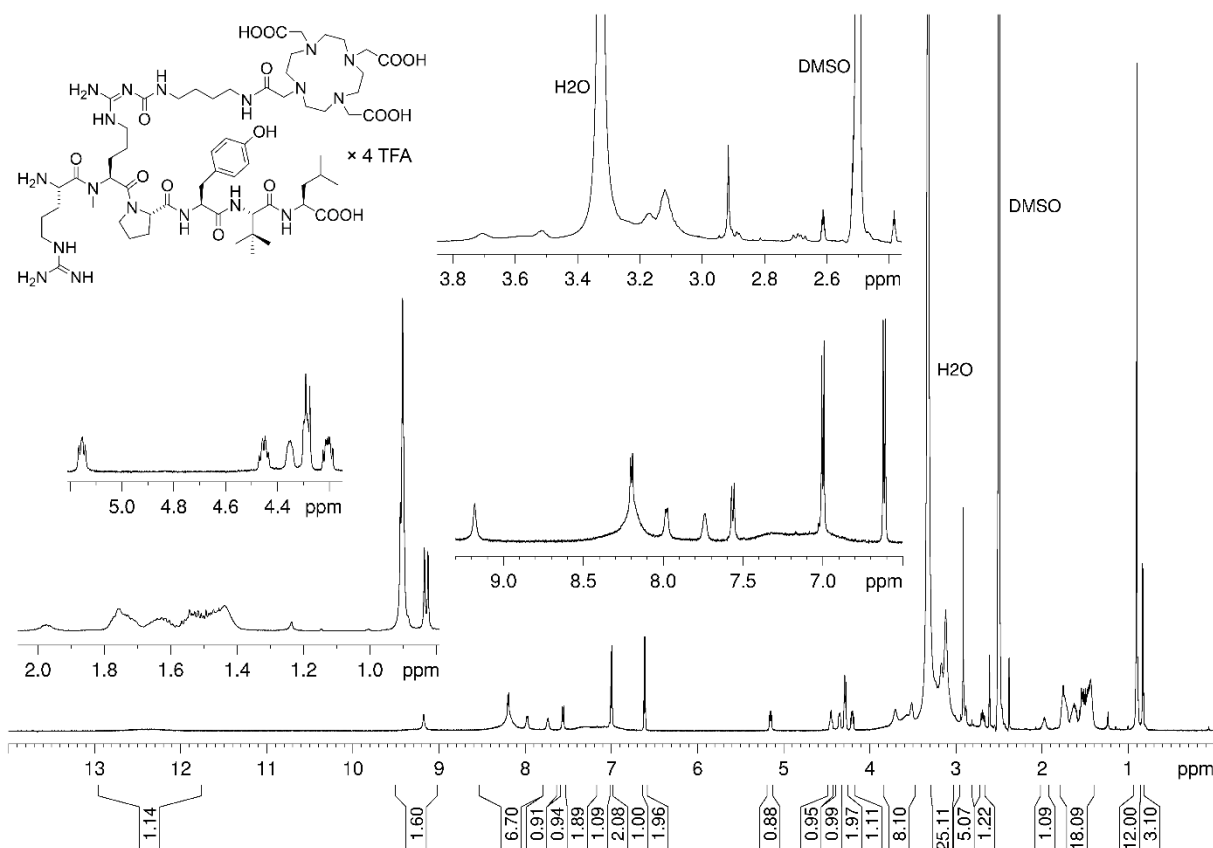 HOOC
COOH
N
N
N
N
COOH
O
N
H
H
N
O
NH2
N
HN
OH
× 4 TFA
H2N
O
N
O
N
O
N
H
O
H
N
O
N
H
COOH
NH
H2N
NH
H2O
DMSO
3.8 3.6 3.4 3.2 3.0 2.8 2.6 ppm
DMSO
H2O
5.0 4.8 4.6 4.4 ppm
9.0 8.5 8.0 7.5 7.0 ppm
2.0 1.8 1.6 1.4 1.2 1.0 ppm
13 12 11 10 9 8 7 6 5 4 3 2 1 ppm
1.14 1.60 6.70 0.91 0.94 1.89 1.09 2.08 1.00 1.96 0.88 0.95 0.99 1.97 1.11 8.10 25.11 5.07 1.22 1.09 18.09 12.00 3.10